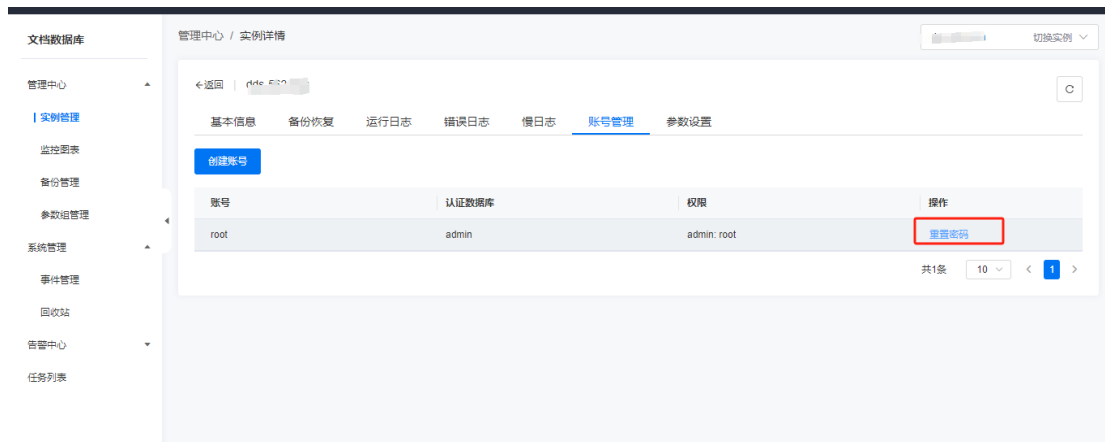 文档数据库
管理中心
实例管理
监控图表
备份管理
参数组管理
系统管理
事件管理
回收站
告警中心
任务列表
管理中心 / 实例详情
切换实例
返回 | dds-
基本信息 备份恢复 运行日志 错误日志 慢日志 账号管理 参数设置
创建账号
账号 认证数据库 权限 操作
root admin admin: root 重置密码
共1条 10 1